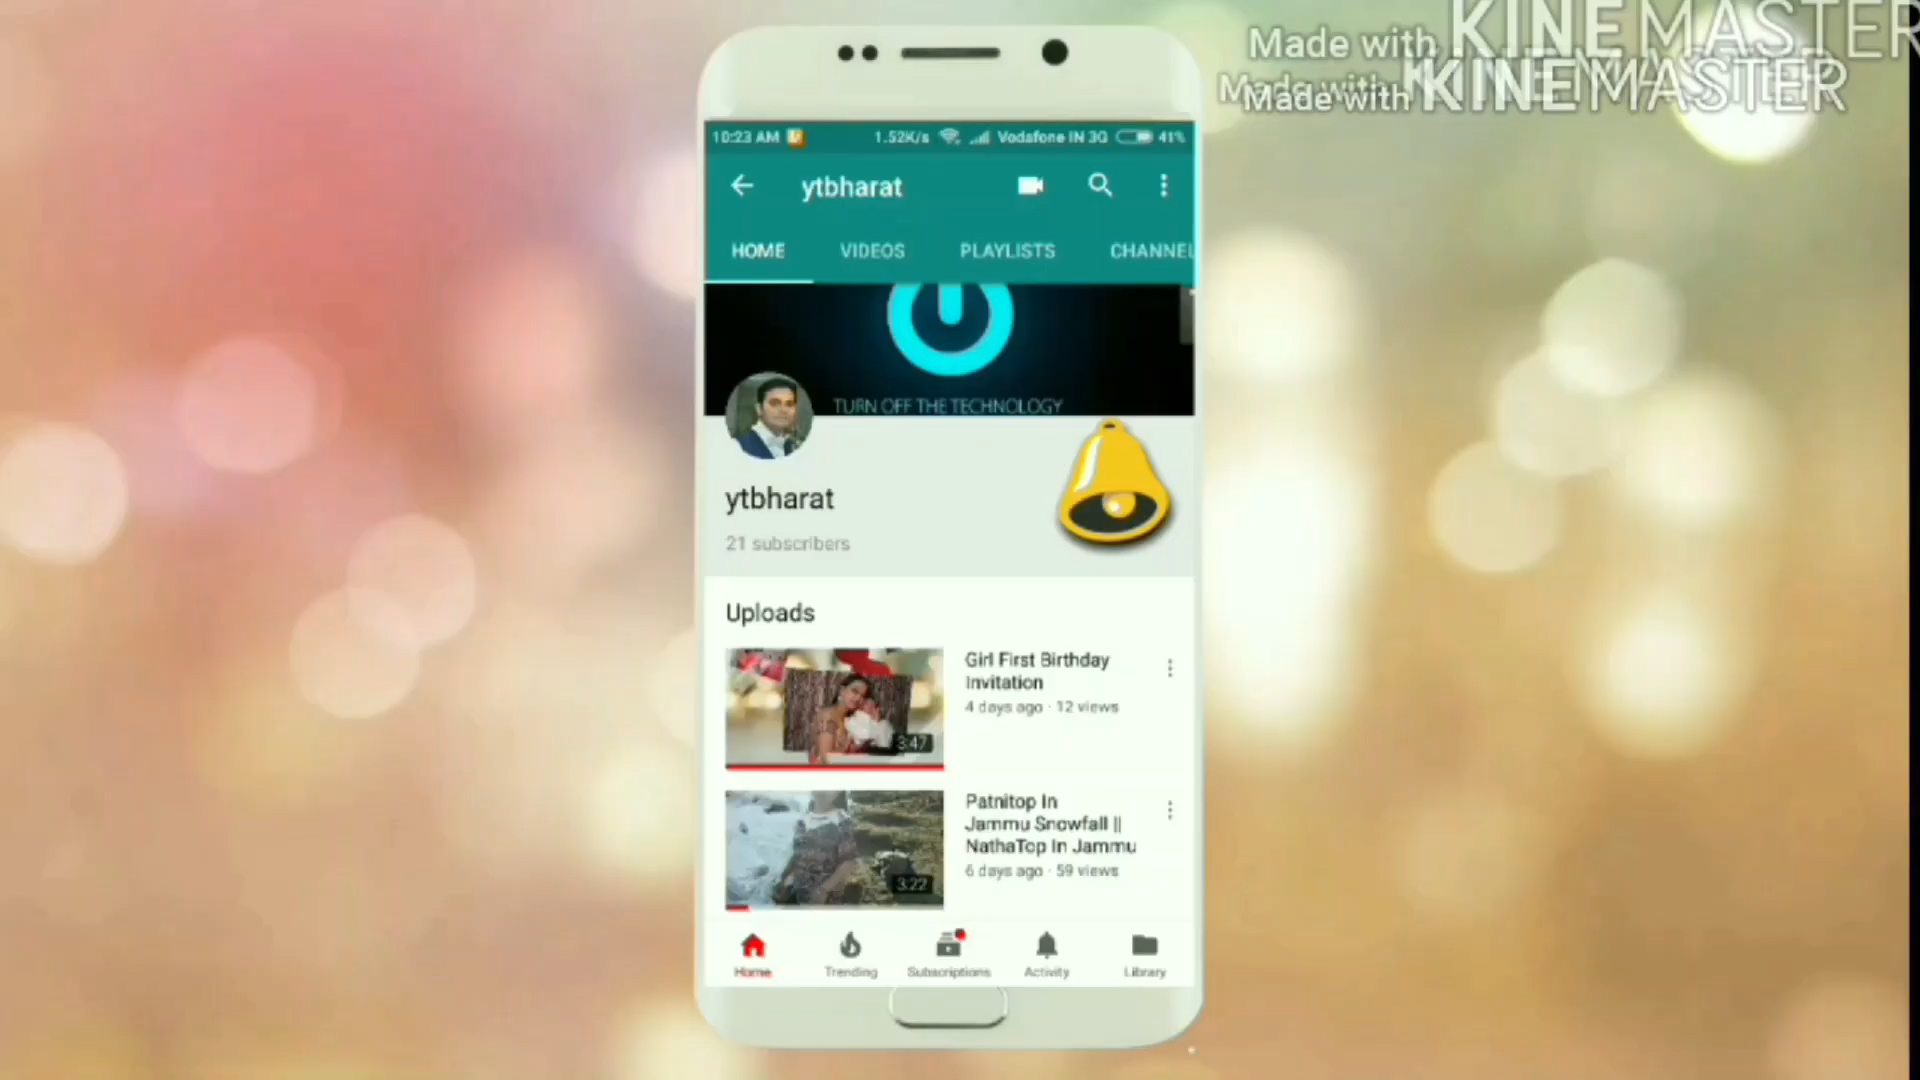 Made with KINEMASTER
Made with KINEMASTER
Made with
10:23 AM 1.52K/s Vodafone IN 3G 41%
ytbharat
HOME VIDEOS PLAYLISTS CHANNEL
TURN OFF THE TECHNOLOGY
ytbharat
21 subscribers
Uploads
Girl First Birthday
Invitation
4 days ago · 12 views
3:47
Patnitop In
Jammu Snowfall ||
NathaTop In Jammu
6 days ago · 59 views
3:22
Home Trending Subscriptions Activity Library